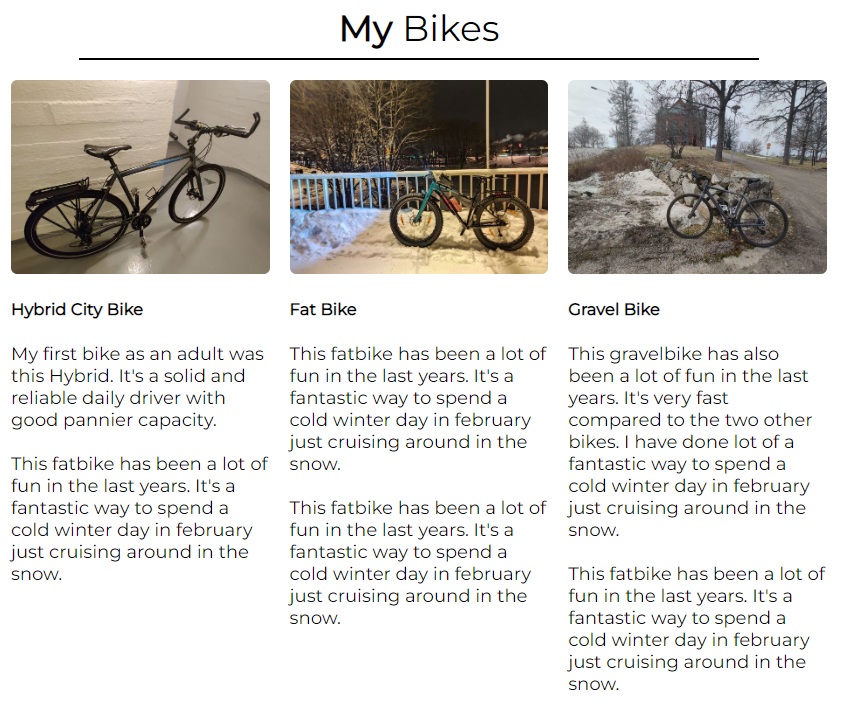 My Bikes
Hybrid City Bike
My first bike as an adult was
this Hybrid. It's a solid and
reliable daily driver with
good pannier capacity.
This fatbike has been a lot of
fun in the last years. It's a
fantastic way to spend a
cold winter day in february
just cruising around in the
snow.
Fat Bike
This fatbike has been a lot of
fun in the last years. It's a
fantastic way to spend a
cold winter day in february
just cruising around in the
snow.
This fatbike has been a lot of
fun in the last years. It's a
fantastic way to spend a
cold winter day in february
just cruising around in the
snow.
Gravel Bike
This gravelbike has also
been a lot of fun in the last
years. It's very fast
compared to the two other
bikes. I have done lot of a
fantastic way to spend a
cold winter day in february
just cruising around in the
snow.
This fatbike has been a lot of
fun in the last years. It's a
fantastic way to spend a
cold winter day in february
just cruising around in the
snow.